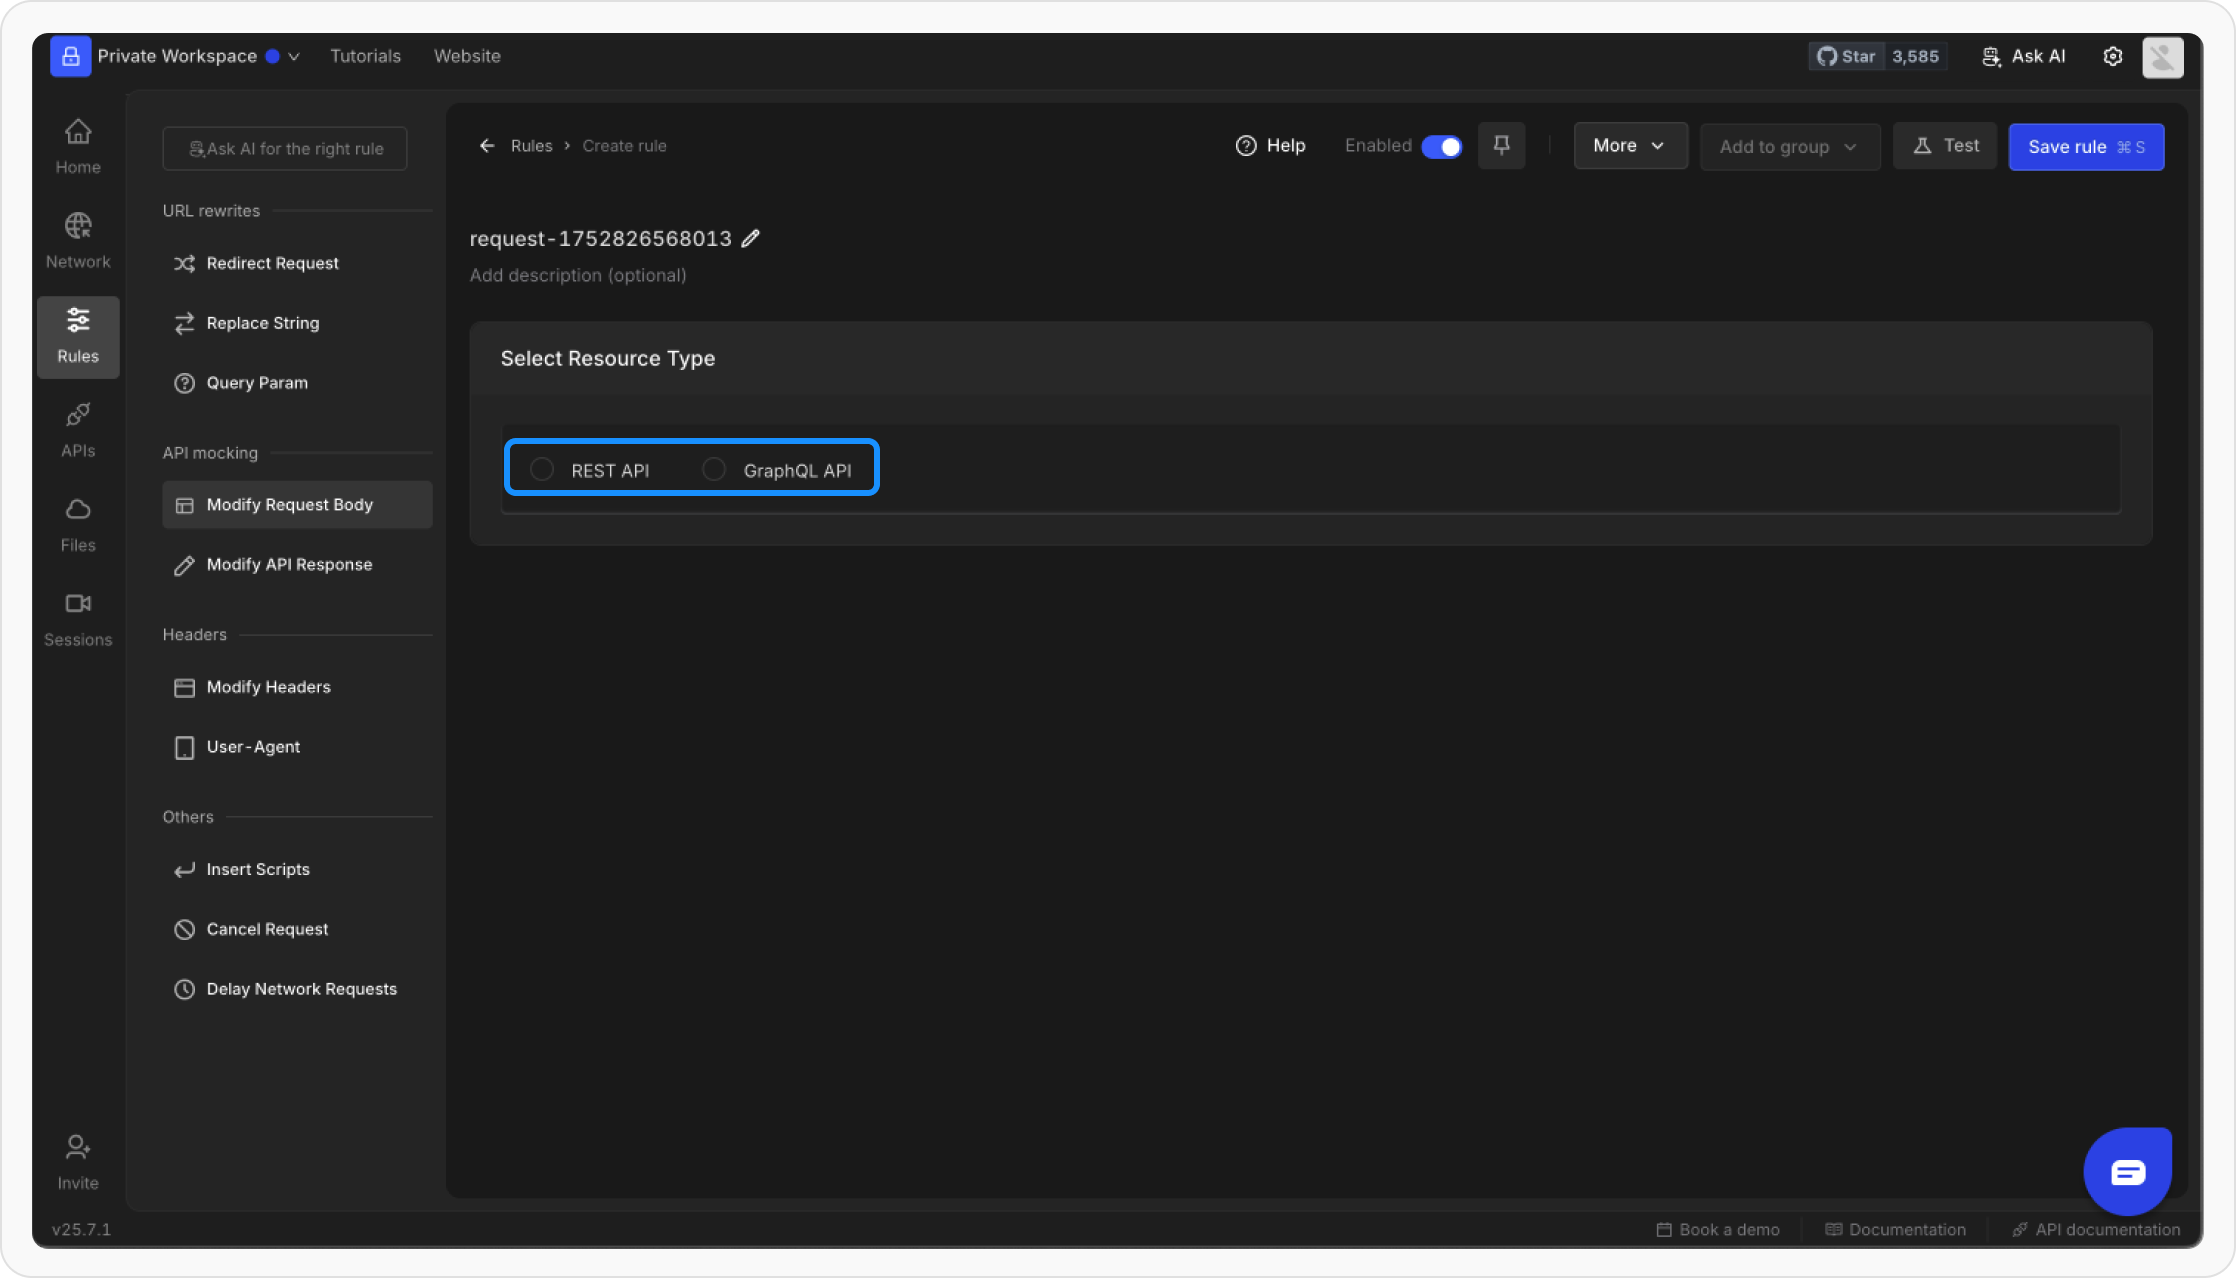 Private Workspace
Tutorials
Website
Star 3,585
Ask AI
Home
Network
Rules
APIs
Files
Sessions
Invite
v25.7.1
Ask AI for the right rule
URL rewrites
Redirect Request
Replace String
Query Param
API mocking
Modify Request Body
Modify API Response
Headers
Modify Headers
User-Agent
Others
Insert Scripts
Cancel Request
Delay Network Requests
Rules > Create rule
Help
Enabled
More
Add to group
Test
Save rule ⌘ S
request-1752826568013
Add description (optional)
Select Resource Type
REST API
GraphQL API
Book a demo
Documentation
API documentation